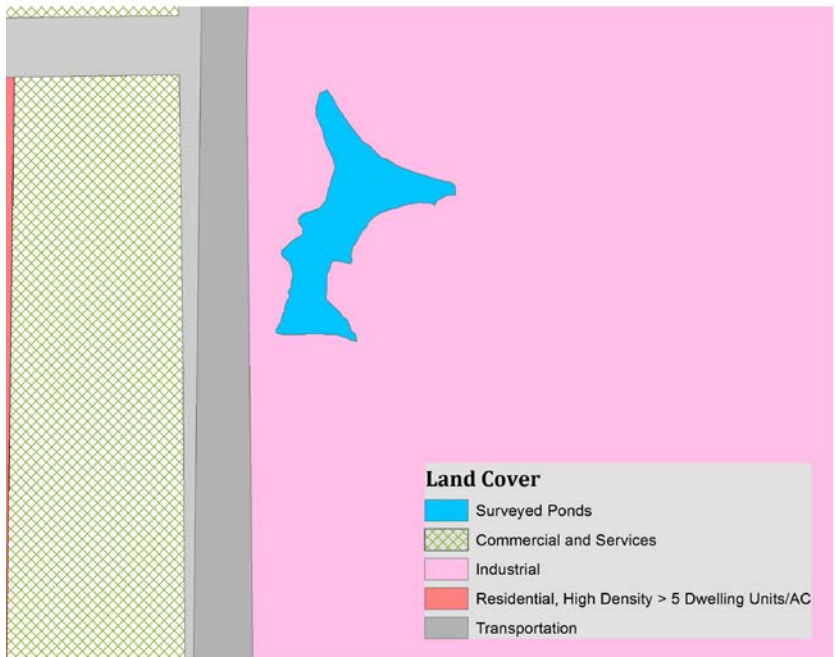 Land Cover
Surveyed Ponds
Commercial and Services
Industrial
Residential, High Density > 5 Dwelling Units/AC
Transportation